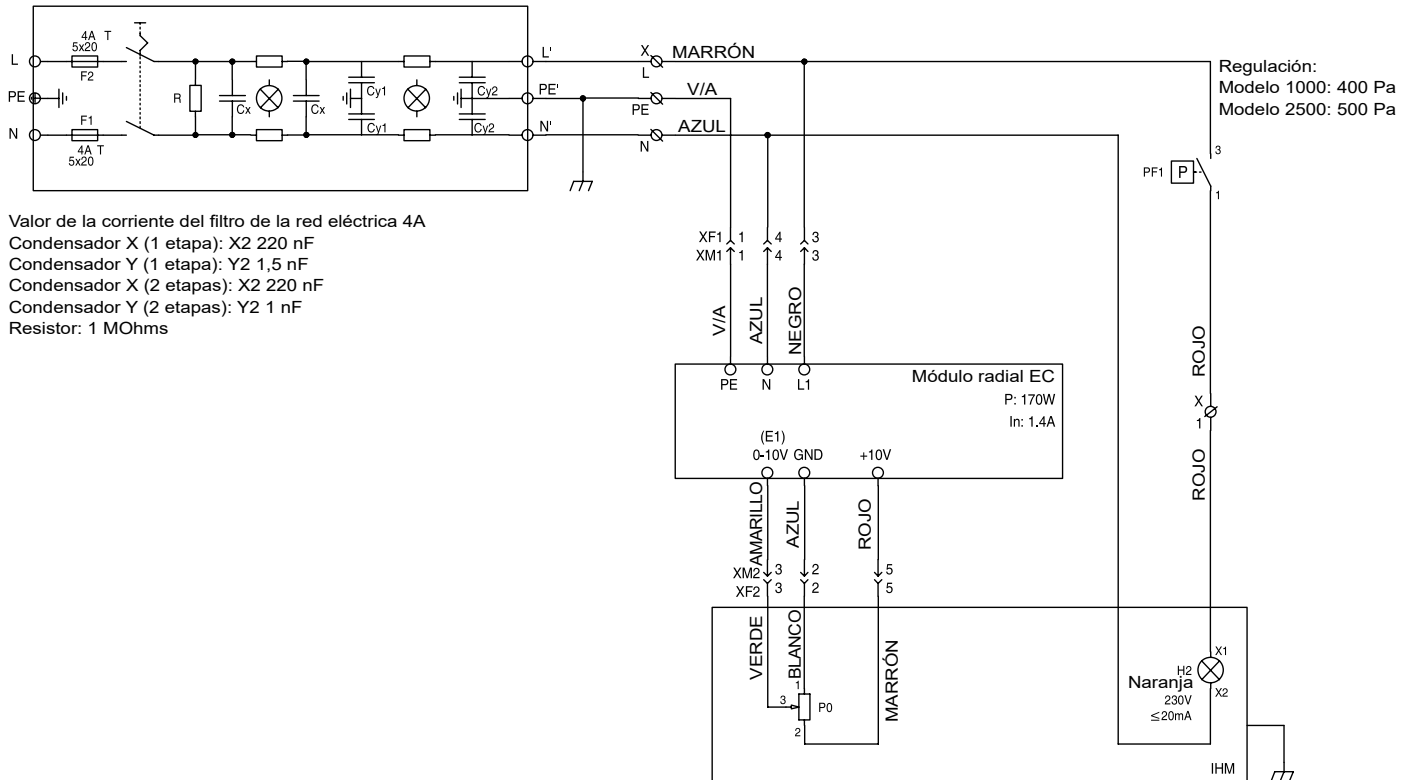 4A T
5x20
L
F2
PE
R
Cx
Cx
Cy1
Cy2
F1
Cy1
Cy2
N
4A T
5x20
L'
PE'
N'
X
MARRÓN
L
V/A
PE
AZUL
N
Regulación:
Modelo 1000: 400 Pa
Modelo 2500: 500 Pa
3
PF1
P
1
Valor de la corriente del filtro de la red eléctrica 4A
Condensador X (1 etapa): X2 220 nF
Condensador Y (1 etapa): Y2 1,5 nF
Condensador X (2 etapas): X2 220 nF
Condensador Y (2 etapas): Y2 1 nF
Resistor: 1 MOhms
XF1 1 4 3
XM1 1 4 3
V/A
AZUL
NEGRO
ROJO
PE N L1
Módulo radial EC
P: 170W
In: 1.4A
X
1
(E1)
0-10V GND +10V
ROJO
AMARILLO
AZUL
ROJO
XM2 3 2 5
XF2 3 2 5
VERDE
BLANCO
MARRÓN
1
3
P0
2
X1
H2
Naranja
X2
230V
≤20mA
IHM